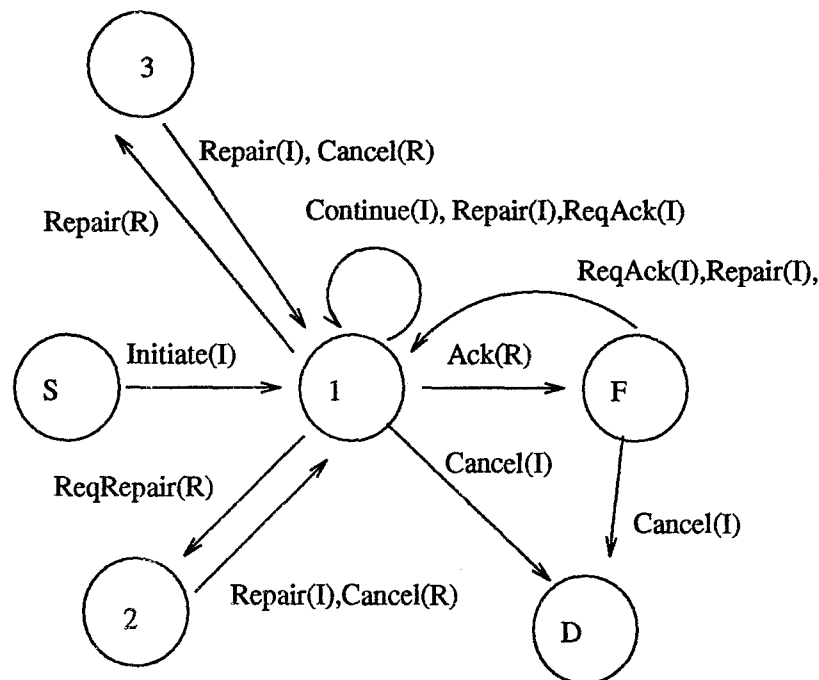 3
Repair(I), Cancel(R)
Repair(R)
Continue(I), Repair(I),ReqAck(I)
ReqAck(I),Repair(I),
Initiate(I)
Ack(R)
S
1
F
Cancel(I)
ReqRepair(R)
Cancel(I)
Repair(I),Cancel(R)
2
D